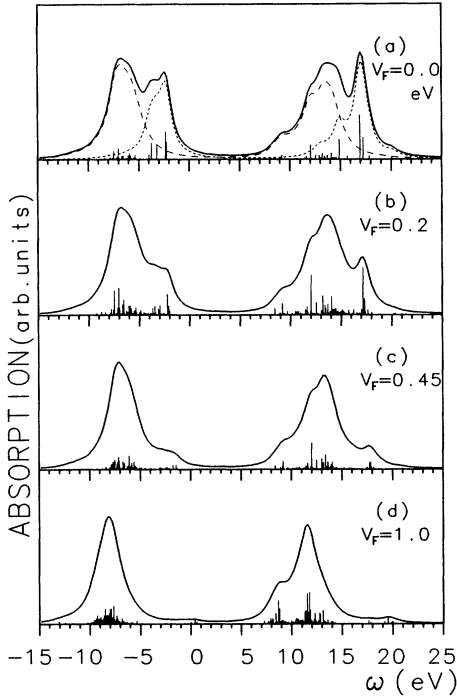 (a)
V_F=0.0
eV
(b)
V_F=0.2
(c)
V_F=0.45
(d)
V_F=1.0
ABSORPTION(arb.units)
-15 -10 -5 0 5 10 15 20 25
ω (eV)